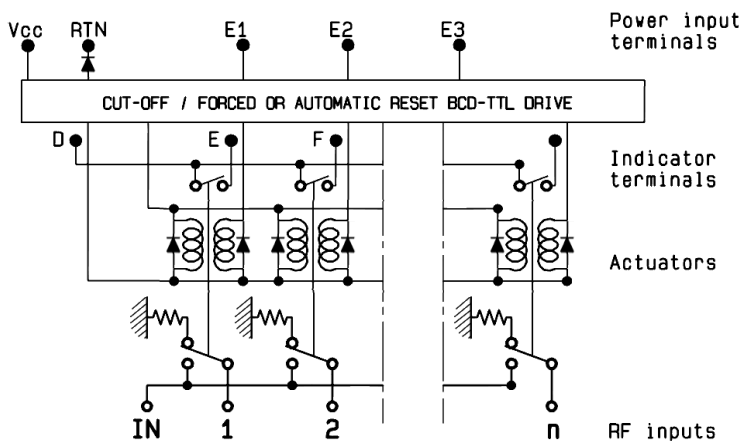 Power input
terminals
Vcc RTN E1 E2 E3
CUT-OFF / FORCED OR AUTOMATIC RESET BCD-TTL DRIVE
D E F
Indicator
terminals
Actuators
IN 1 2 n
RF inputs